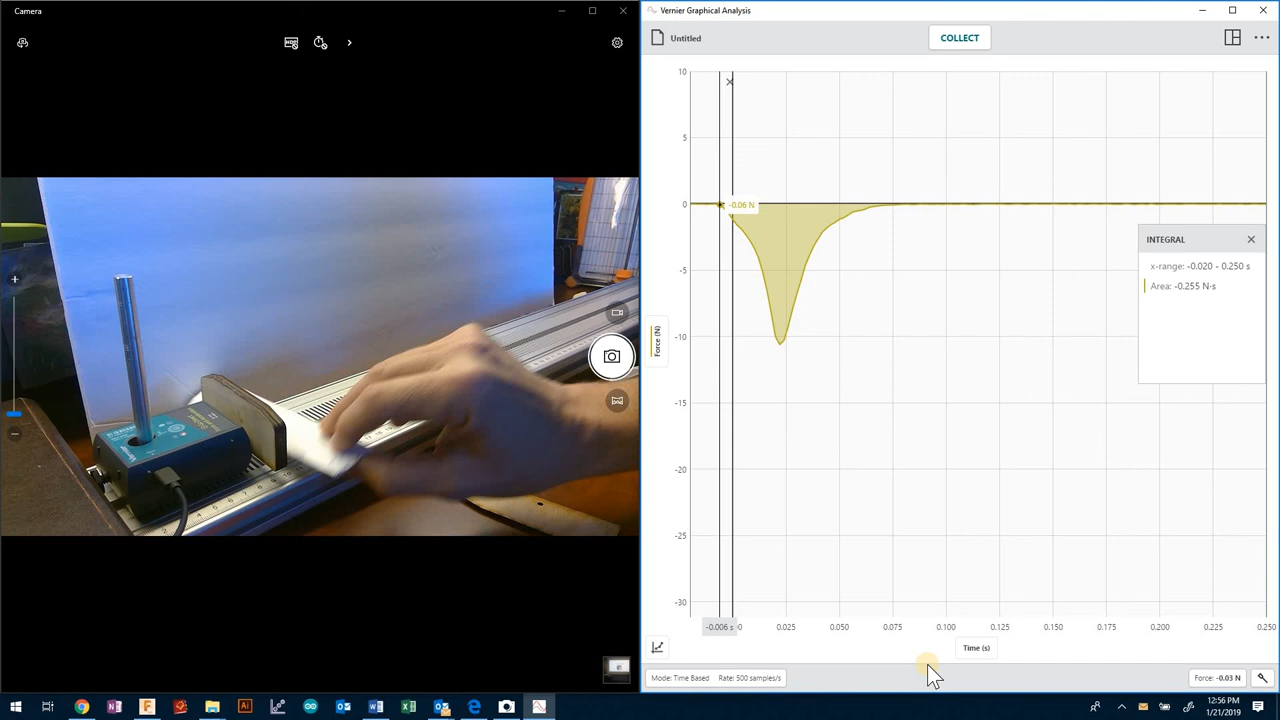 Camera
Vernier Graphical Analysis
Untitled
COLLECT
10
5
0
-5
-10
-15
-20
-25
-30
-0.06 N
INTEGRAL
x-range: -0.020 - 0.250 s
Area: -0.255 N·s
Force (N)
-0.006 s
0
0.025
0.050
0.075
0.100
0.125
0.150
0.175
0.200
0.225
0.250
Time (s)
Mode: Time Based Rate: 500 samples/s
Force: -0.03 N
12:56 PM
1/21/2019